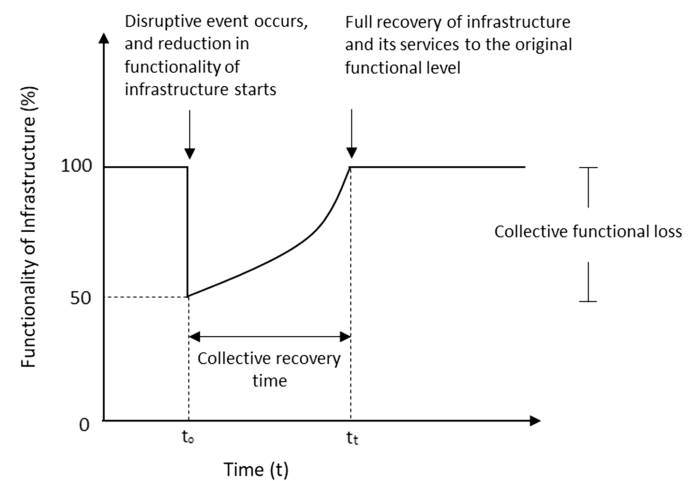 Disruptive event occurs,
and reduction in
functionality of
infrastructure starts
Full recovery of infrastructure
and its services to the original
functional level
Functionality of Infrastructure (%)
100
50
0
Collective functional loss
Collective recovery
time
t₀
tₜ
Time (t)